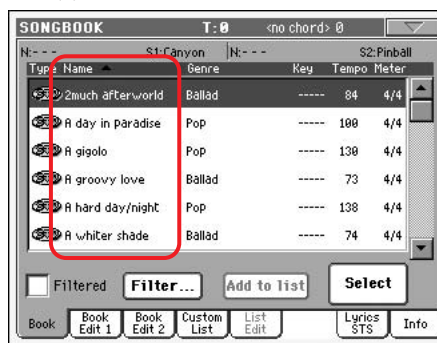 SONGBOOK T:0 <no chord> 0
N:--- S1:Canyon N:--- S2:Pinball
Type Name Genre Key Tempo Meter
2much afterworld Ballad ----- 84 4/4
A day in paradise Pop ----- 100 4/4
A gigolo Pop ----- 130 4/4
A groovy love Ballad ----- 73 4/4
A hard day/night Pop ----- 138 4/4
A whiter shade Ballad ----- 74 4/4
Filtered Filter... Add to list Select
Book Book Edit 1 Book Edit 2 Custom List List Edit Lyrics STS Info